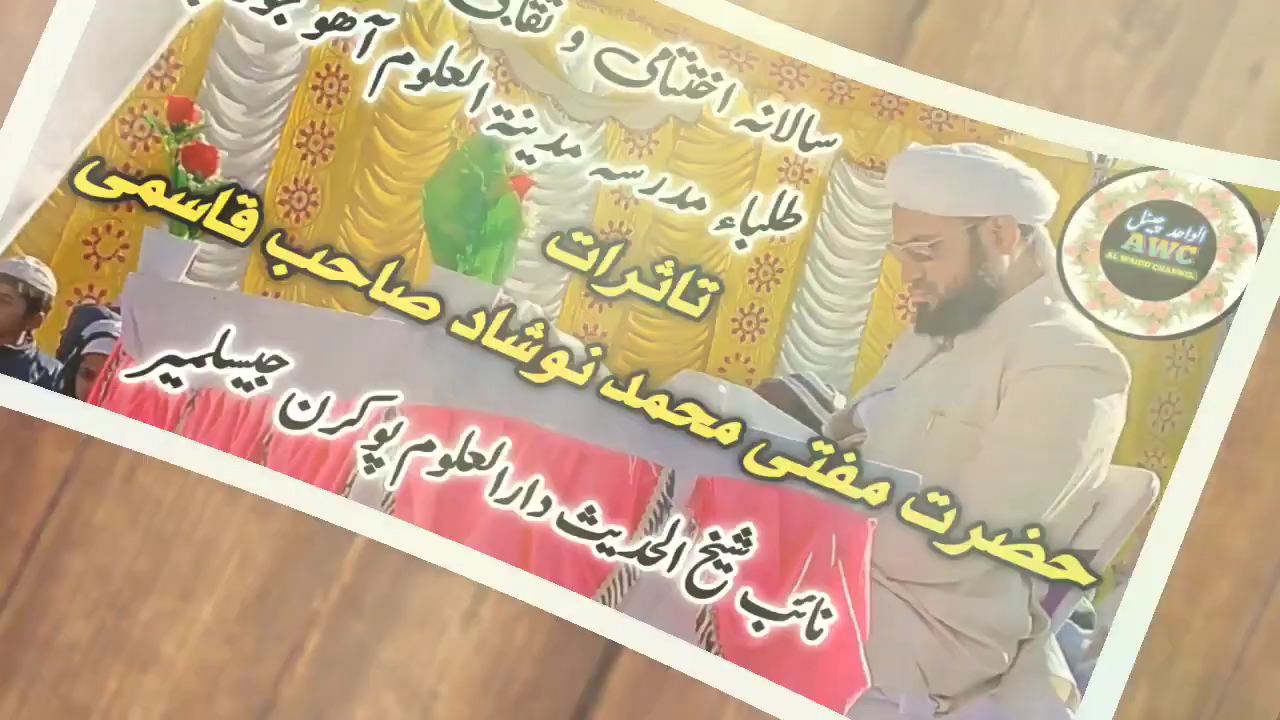 سالانہ اختتامی و ثقافتی
طلباء مدرسہ مدینۃ العلوم آھو
تاثرات
حضرت مفتی محمد نوشاد صاحب قاسمی
نائب شیخ الحدیث دارالعلوم پوکرن جیسلمیر
الواحد چینل
AWC
AL WAHID CHANNEL